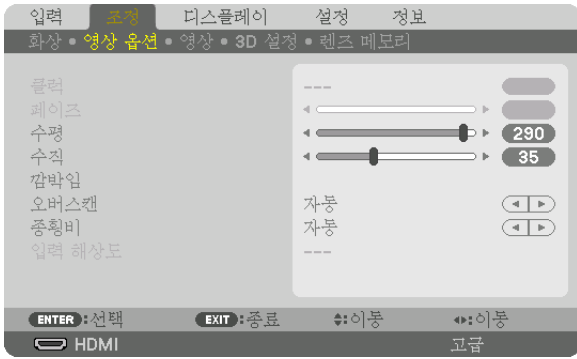 입력 조정 디스플레이 설정 정보
화상 • 영상 옵션 • 영상 • 3D 설정 • 렌즈 메모리
클럭 ---
페이즈
수평 290
수직 35
깜박임
오버스캔 자동
종횡비 자동
입력 해상도 ---
ENTER :선택 EXIT :종료 :이동 :이동
HDMI 고급